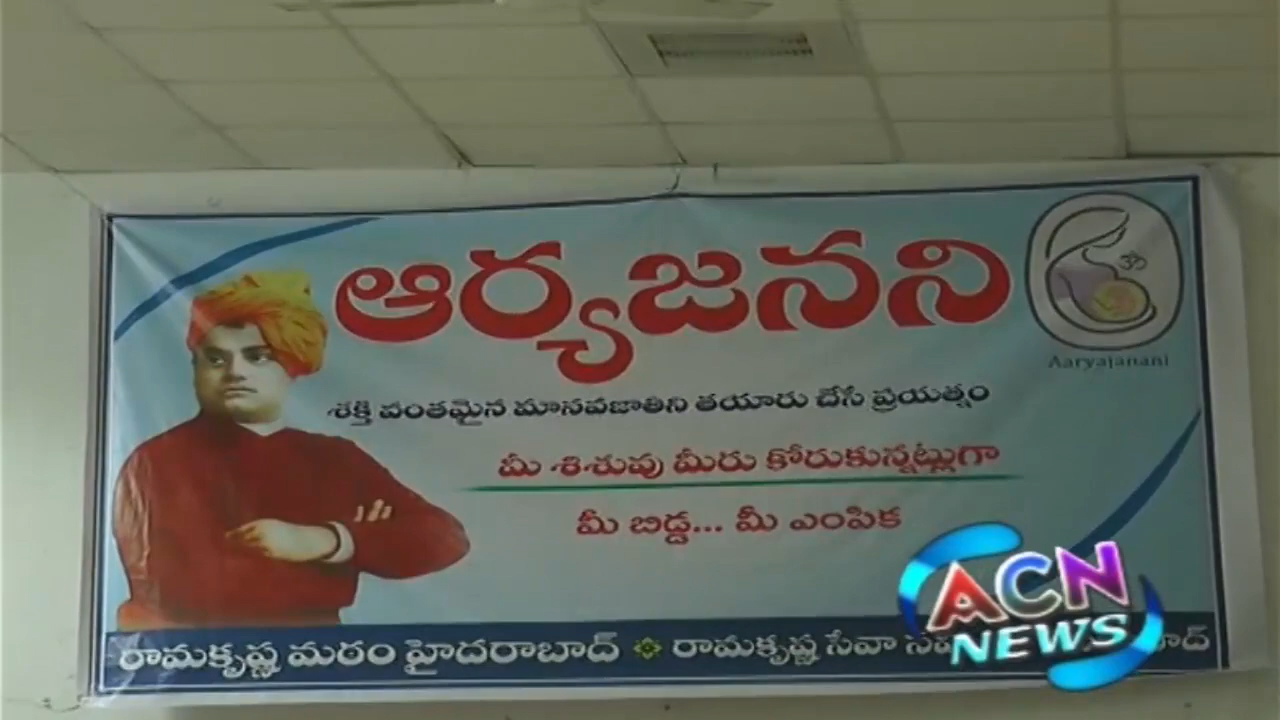 ఆర్యజనని
ॐ
Aaryajanani
శక్తి వంతమైన మానవజాతిని తయారు చేసే ప్రయత్నం
మీ శిశువు మీరు కోరుకున్నట్లుగా
మీ బిడ్డ... మీ ఎంపిక
రామకృష్ణ మఠం హైదరాబాద్ రామకృష్ణ సేవా
ACN
NEWS